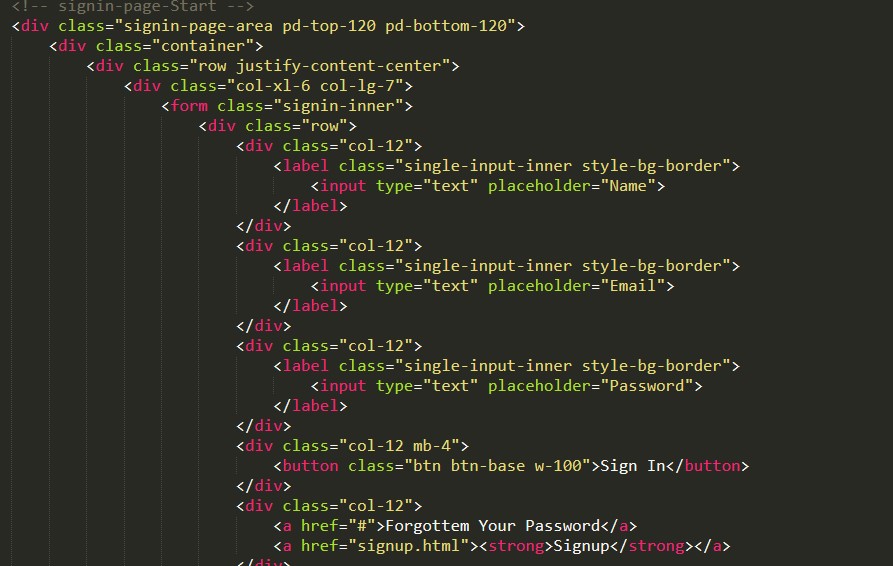 <!-- signin-page-Start -->
<div class="signin-page-area pd-top-120 pd-bottom-120">
<div class="container">
<div class="row justify-content-center">
<div class="col-xl-6 col-lg-7">
<form class="signin-inner">
<div class="row">
<div class="col-12">
<label class="single-input-inner style-bg-border">
<input type="text" placeholder="Name">
</label>
</div>
<div class="col-12">
<label class="single-input-inner style-bg-border">
<input type="text" placeholder="Email">
</label>
</div>
<div class="col-12">
<label class="single-input-inner style-bg-border">
<input type="text" placeholder="Password">
</label>
</div>
<div class="col-12 mb-4">
<button class="btn btn-base w-100">Sign In</button>
</div>
<div class="col-12">
<a href="#">Forgottem Your Password</a>
<a href="signup.html"><strong>Signup</strong></a>
</div>